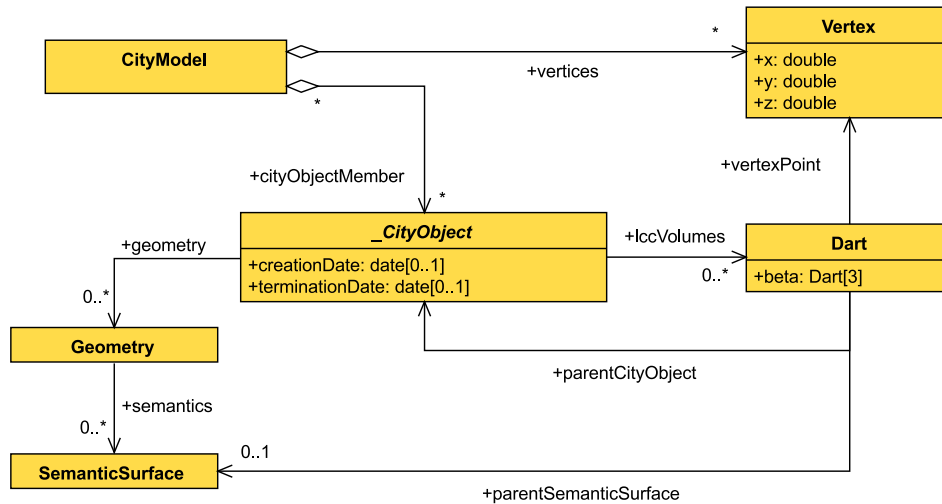 CityModel
*
+vertices
*
Vertex
+x: double
+y: double
+z: double
+cityObjectMember
*
+vertexPoint
_CityObject
+creationDate: date[0..1]
+terminationDate: date[0..1]
+geometry
0..*
+lccVolumes
0..*
Dart
+beta: Dart[3]
Geometry
+parentCityObject
+semantics
0..*
0..1
SemanticSurface
+parentSemanticSurface